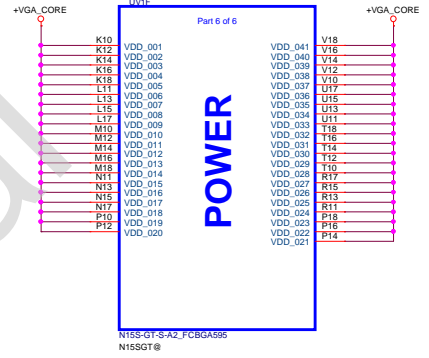 UV1F
+VGA_CORE
+VGA_CORE
Part 6 of 6
K10 VDD_001
K12 VDD_002
K14 VDD_003
K16 VDD_004
K18 VDD_005
L11 VDD_006
L13 VDD_007
L15 VDD_008
L17 VDD_009
M10 VDD_010
M12 VDD_011
M14 VDD_012
M16 VDD_013
M18 VDD_014
N11 VDD_015
N13 VDD_016
N15 VDD_017
N17 VDD_018
P10 VDD_019
P12 VDD_020
POWER
VDD_041 V18
VDD_040 V16
VDD_039 V14
VDD_038 V12
VDD_037 V10
VDD_036 U17
VDD_035 U15
VDD_034 U13
VDD_033 U11
VDD_032 T18
VDD_031 T16
VDD_030 T14
VDD_029 T12
VDD_028 T10
VDD_027 R17
VDD_026 R15
VDD_025 R13
VDD_024 R11
VDD_023 P18
VDD_022 P16
VDD_021 P14
N15S-GT-S-A2_FCBGA595
N15SGT@